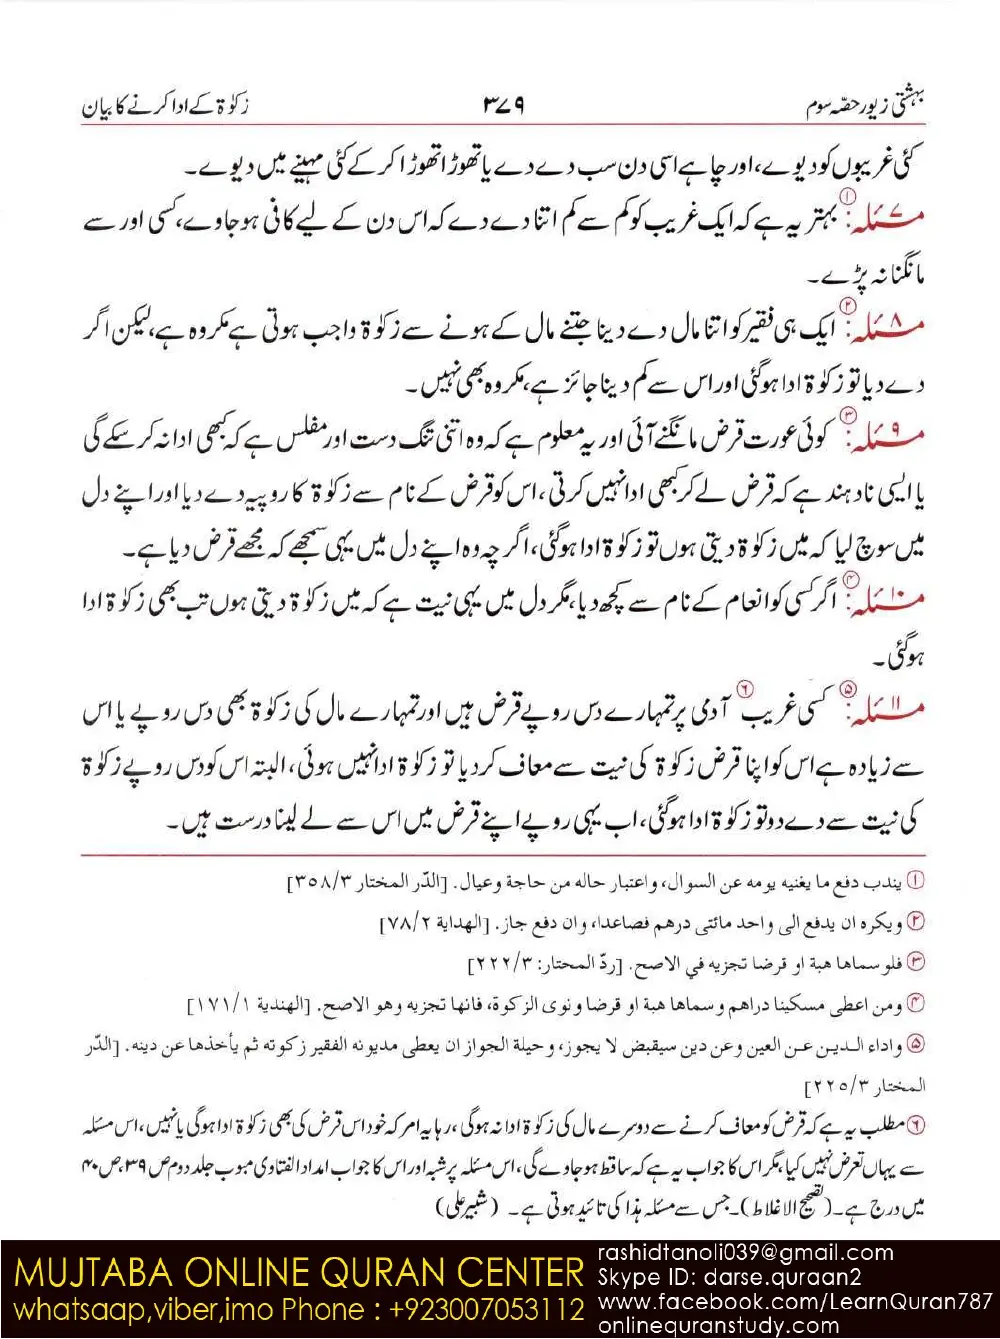 بہشتی زیور حصّہ سوم ۳۷۹ زکوٰۃ کے ادا کرنے کا بیان
کئی غریبوں کو دیوے، اور چاہے اسی دن سب دے دے یا تھوڑا تھوڑا کر کے کئی مہینے میں دیوے۔
مسئلہ ۷: ① بہتر یہ ہے کہ ایک غریب کو کم سے کم اتنا دے دے کہ اس دن کے لیے کافی ہو جاوے، کسی اور سے
مانگنا نہ پڑے۔
مسئلہ ۸: ② ایک ہی فقیر کو اتنا مال دے دینا جتنے مال کے ہونے سے زکوٰۃ واجب ہوتی ہے مکروہ ہے، لیکن اگر
دے دیا تو زکوٰۃ ادا ہوگئی اور اس سے کم دینا جائز ہے، مکروہ بھی نہیں۔
مسئلہ ۹: ③ کوئی عورت قرض مانگنے آئی اور یہ معلوم ہے کہ وہ اتنی تنگ دست اور مفلس ہے کہ کبھی ادا نہ کر سکے گی
یا ایسی نادہند ہے کہ قرض لے کر کبھی ادا نہیں کرتی، اس کو قرض کے نام سے زکوٰۃ کا روپیہ دے دیا اور اپنے دل
میں سوچ لیا کہ میں زکوٰۃ دیتی ہوں تو زکوٰۃ ادا ہوگئی، اگرچہ وہ اپنے دل میں یہی سمجھے کہ مجھے قرض دیا ہے۔
مسئلہ ۱۰: ④ اگر کسی کو انعام کے نام سے کچھ دیا، مگر دل میں یہی نیت ہے کہ میں زکوٰۃ دیتی ہوں تب بھی زکوٰۃ ادا
ہوگئی۔
مسئلہ ۱۱: ⑤ کسی غریب ⑥ آدمی پر تمہارے دس روپے قرض ہیں اور تمہارے مال کی زکوٰۃ بھی دس روپے یا اس
سے زیادہ ہے اس کو اپنا قرض زکوٰۃ کی نیت سے معاف کر دیا تو زکوٰۃ ادا نہیں ہوئی، البتہ اس کو دس روپے زکوٰۃ
کی نیت سے دے دو تو زکوٰۃ ادا ہوگئی، اب یہی روپے اپنے قرض میں اس سے لے لینا درست ہیں۔
① يندب دفع ما يغنيه يومه عن السوال، واعتبار حاله من حاجة وعيال. [الدّر المختار ۳/۳۵۸]
② ويكره ان يدفع الى واحد مائتى درهم فصاعدا، وان دفع جاز. [الهداية ۲/۷۸]
③ فلو سماها هبة او قرضا تجزيه في الاصح. [ردّ المحتار: ۳/۲۲۲]
④ ومن اعطى مسكينا دراهم وسماها هبة او قرضا ونوى الزكوة، فانها تجزيه وهو الاصح. [الهندية ۱/۱۷۱]
⑤ واداء الدين عن العين وعن دين سيقبض لا يجوز، وحيلة الجواز ان يعطى مديونه الفقير زكوته ثم يأخذها عن دينه. [الدّر
المختار ۳/۲۲۵]
⑥ مطلب یہ ہے کہ قرض کو معاف کرنے سے دوسرے مال کی زکوٰۃ ادا نہ ہوگی، رہا یہ امر کہ خود اس قرض کی بھی زکوٰۃ ادا ہوگی یا نہیں، اس مسئلہ
سے یہاں تعرض نہیں کیا، مگر اس کا جواب یہ ہے کہ ساقط ہو جاوے گی، اس مسئلہ پر شبہ اور اس کا جواب امداد الفتاوی مبوب جلد دوم ص ۳۹، ص ۴۰
میں درج ہے۔ (تصحیح الاغلاط)۔ جس سے مسئلہ ہذا کی تائید ہوتی ہے۔ (شبیر علی)
MUJTABA ONLINE QURAN CENTER
whatsaap,viber,imo Phone : +923007053112
rashidtanoli039@gmail.com
Skype ID: darse.quraan2
www.facebook.com/LearnQuran787
onlinequranstudy.com